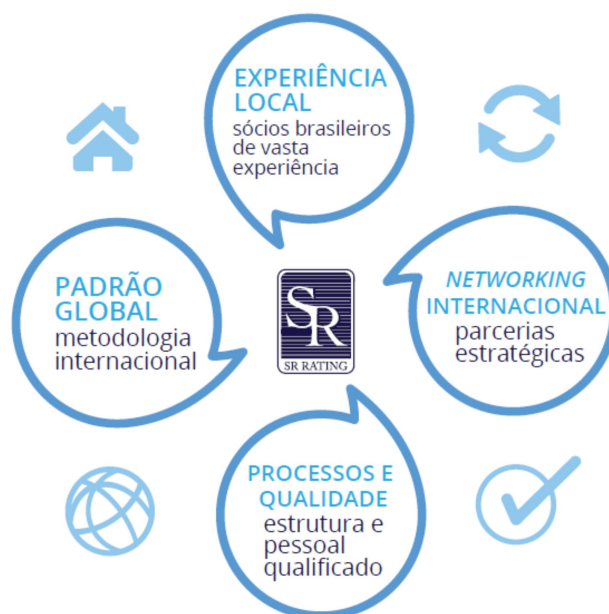 EXPERIÊNCIA
LOCAL
sócios brasileiros
de vasta
experiência
PADRÃO
GLOBAL
metodologia
internacional
SR
SR RATING
NETWORKING
INTERNACIONAL
parcerias
estratégicas
PROCESSOS E
QUALIDADE
estrutura e
pessoal
qualificado